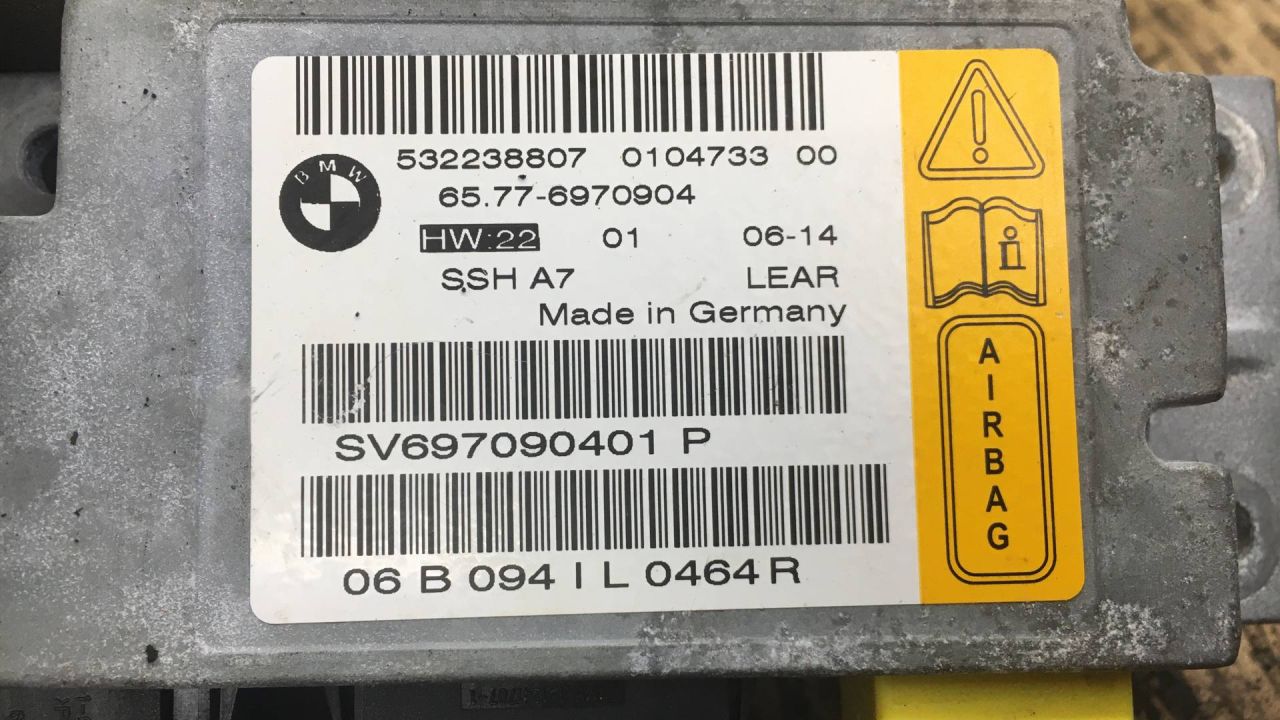 532238807 0104733 00
BMW
65.77-6970904
HW:22 01 06-14
SSH A7 LEAR
Made in Germany
SV697090401 P
06 B 094 I L 0464 R
AIRBAG